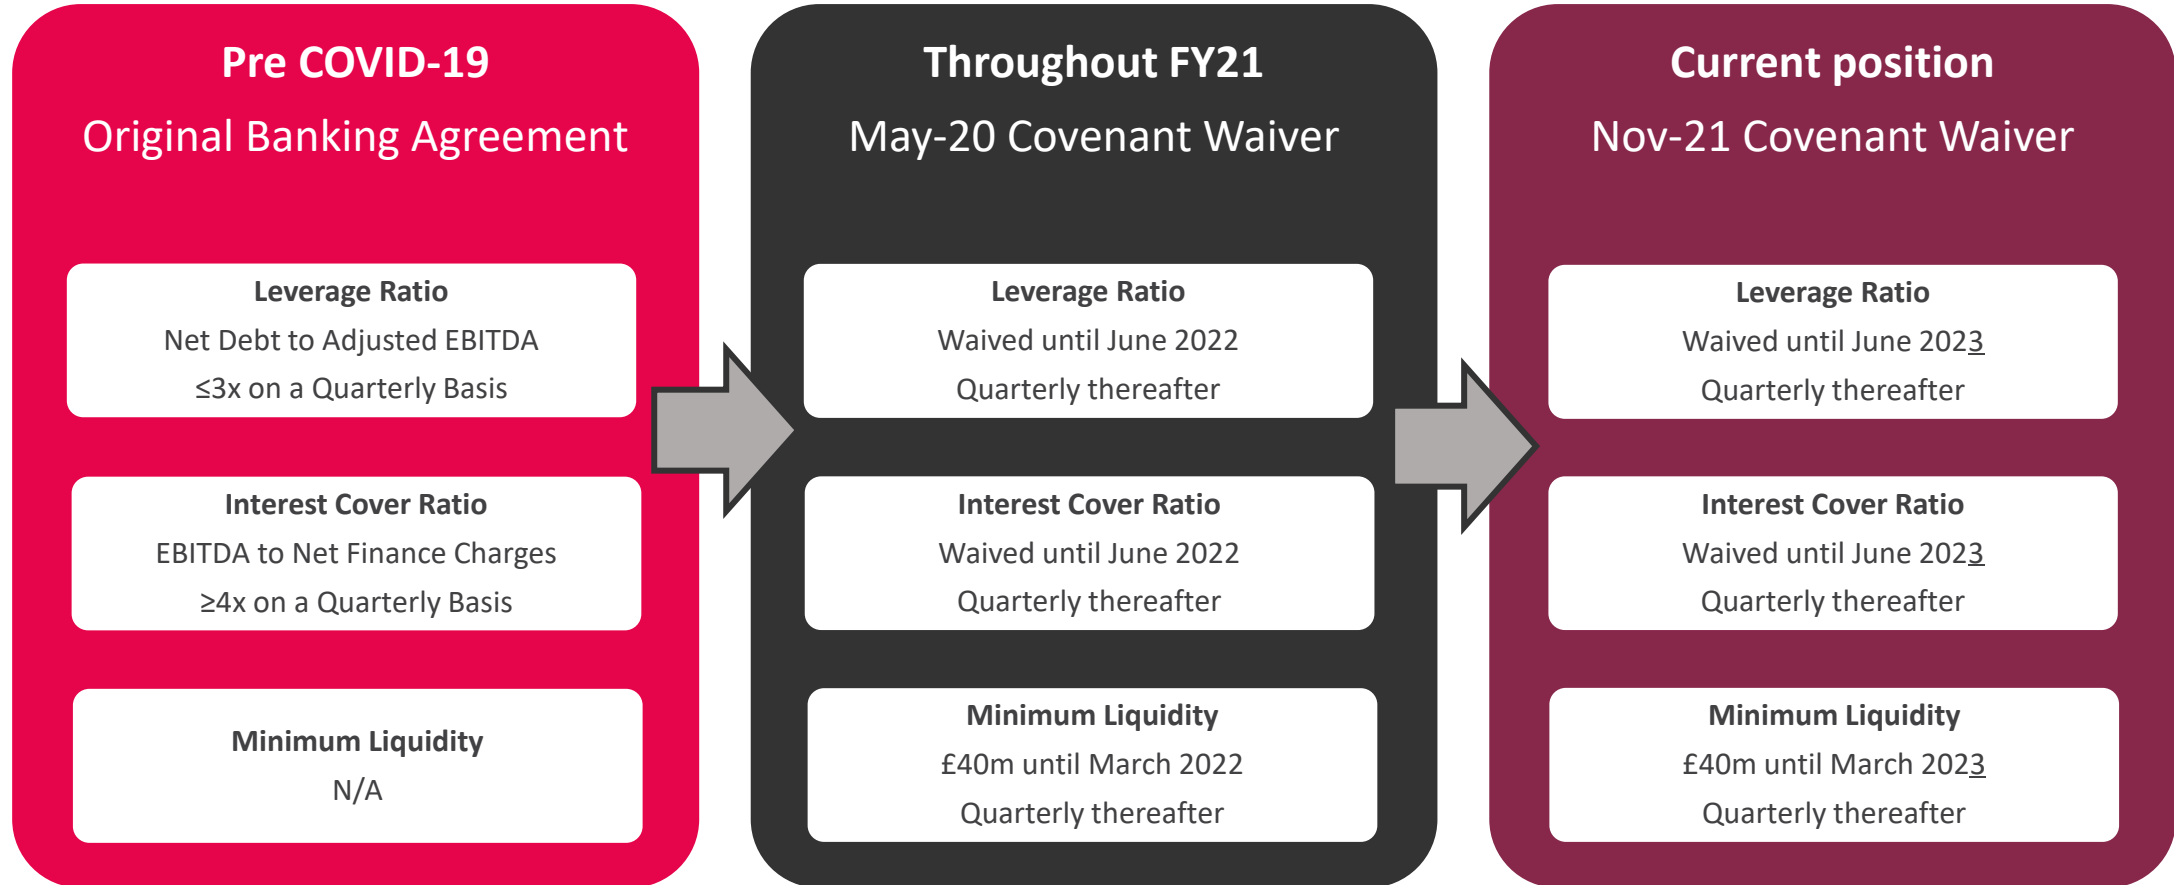 Pre COVID-19
Original Banking Agreement
Leverage Ratio
Net Debt to Adjusted EBITDA
≤3x on a Quarterly Basis
Interest Cover Ratio
EBITDA to Net Finance Charges
≥4x on a Quarterly Basis
Minimum Liquidity
N/A
Throughout FY21
May-20 Covenant Waiver
Leverage Ratio
Waived until June 2022
Quarterly thereafter
Interest Cover Ratio
Waived until June 2022
Quarterly thereafter
Minimum Liquidity
£40m until March 2022
Quarterly thereafter
Current position
Nov-21 Covenant Waiver
Leverage Ratio
Waived until June 2023
Quarterly thereafter
Interest Cover Ratio
Waived until June 2023
Quarterly thereafter
Minimum Liquidity
£40m until March 2023
Quarterly thereafter